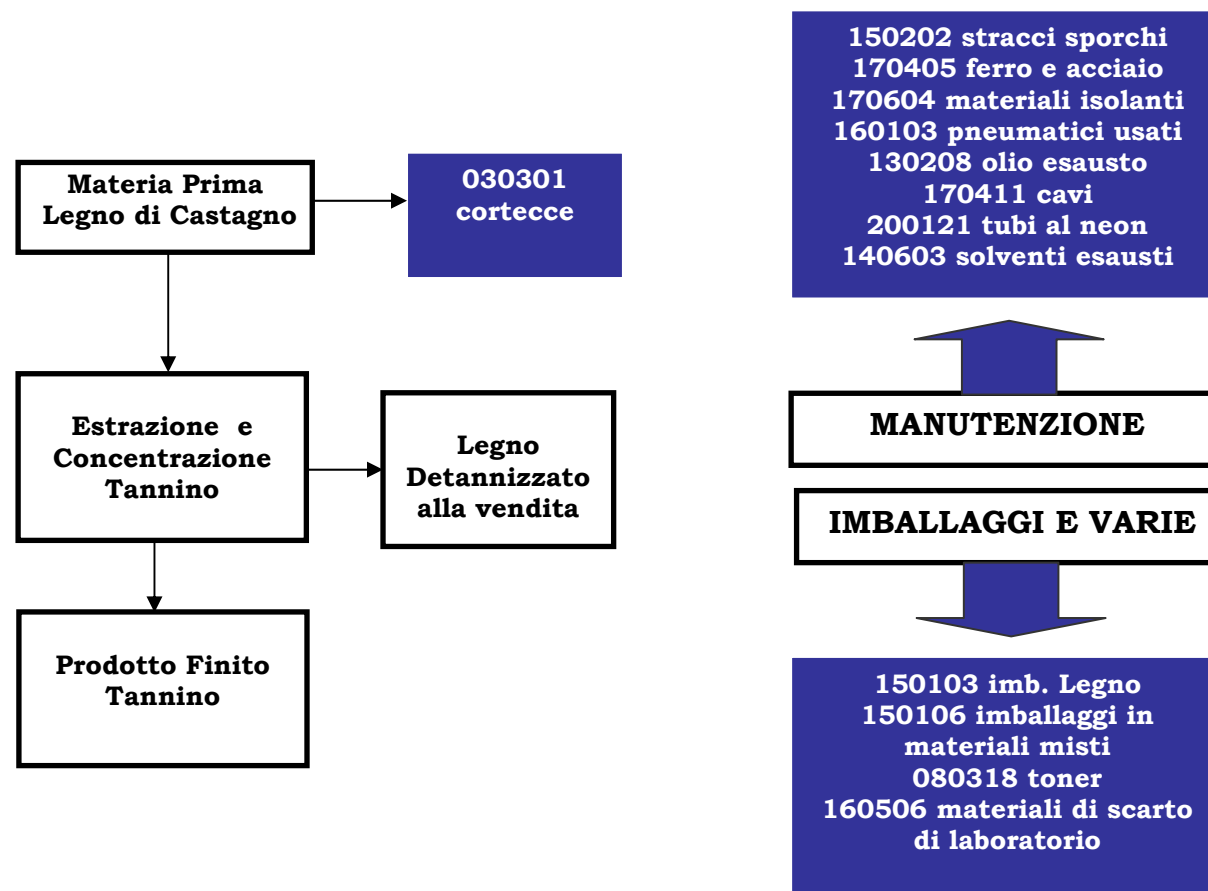 Materia Prima
Legno di Castagno
030301
cortecce
Estrazione e
Concentrazione
Tannino
Legno
Detannizzato
alla vendita
Prodotto Finito
Tannino
150202 stracci sporchi
170405 ferro e acciaio
170604 materiali isolanti
160103 pneumatici usati
130208 olio esausto
170411 cavi
200121 tubi al neon
140603 solventi esausti
MANUTENZIONE
IMBALLAGGI E VARIE
150103 imb. Legno
150106 imballaggi in
materiali misti
080318 toner
160506 materiali di scarto
di laboratorio